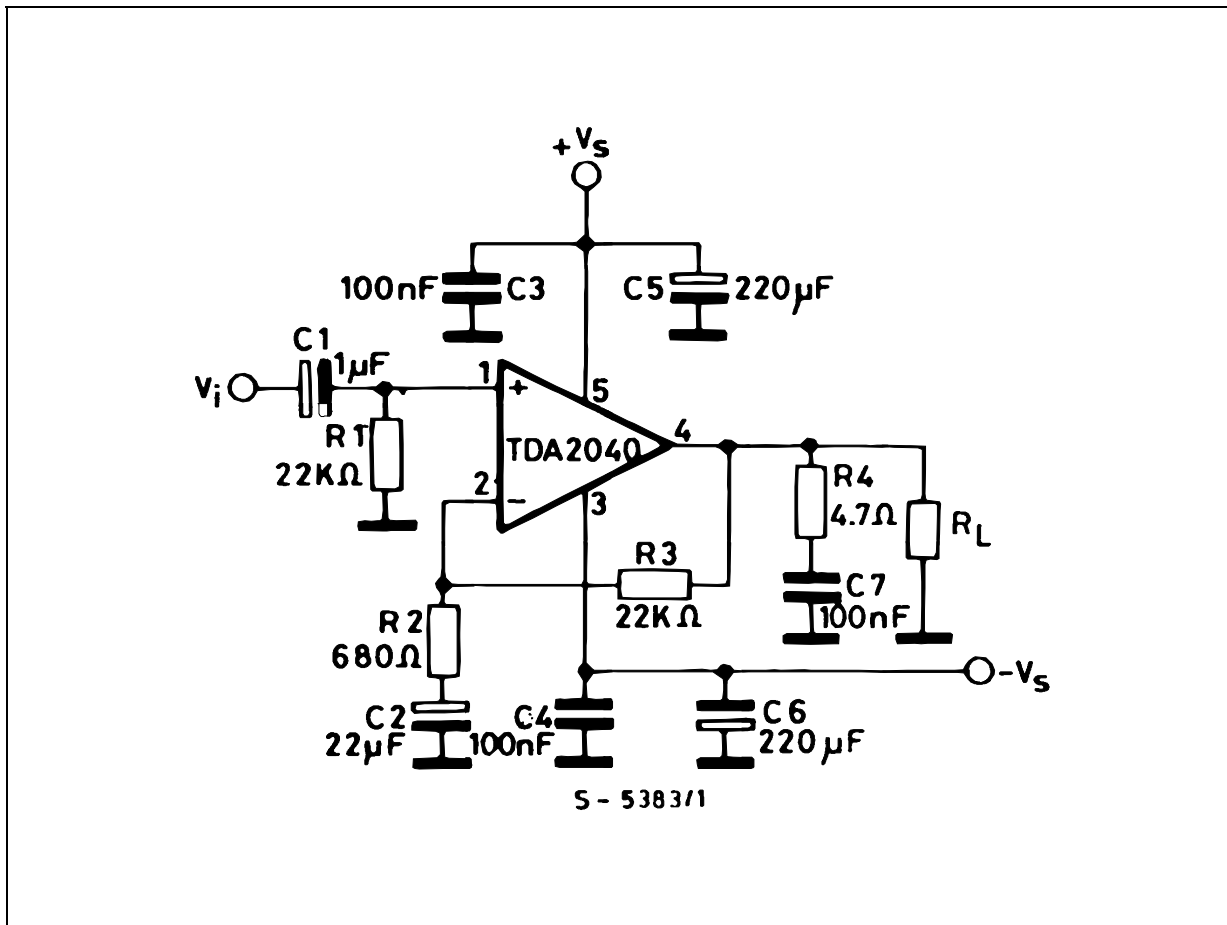 +Vs
100nF C3
C5 220µF
C1
1µF
Vi
1
+
5
R1
22KΩ
TDA2040
4
2
−
3
R4
4.7Ω
RL
R3
22KΩ
C7
100nF
R2
680Ω
-Vs
C2
22µF
C4
100nF
C6
220µF
S - 5383/1